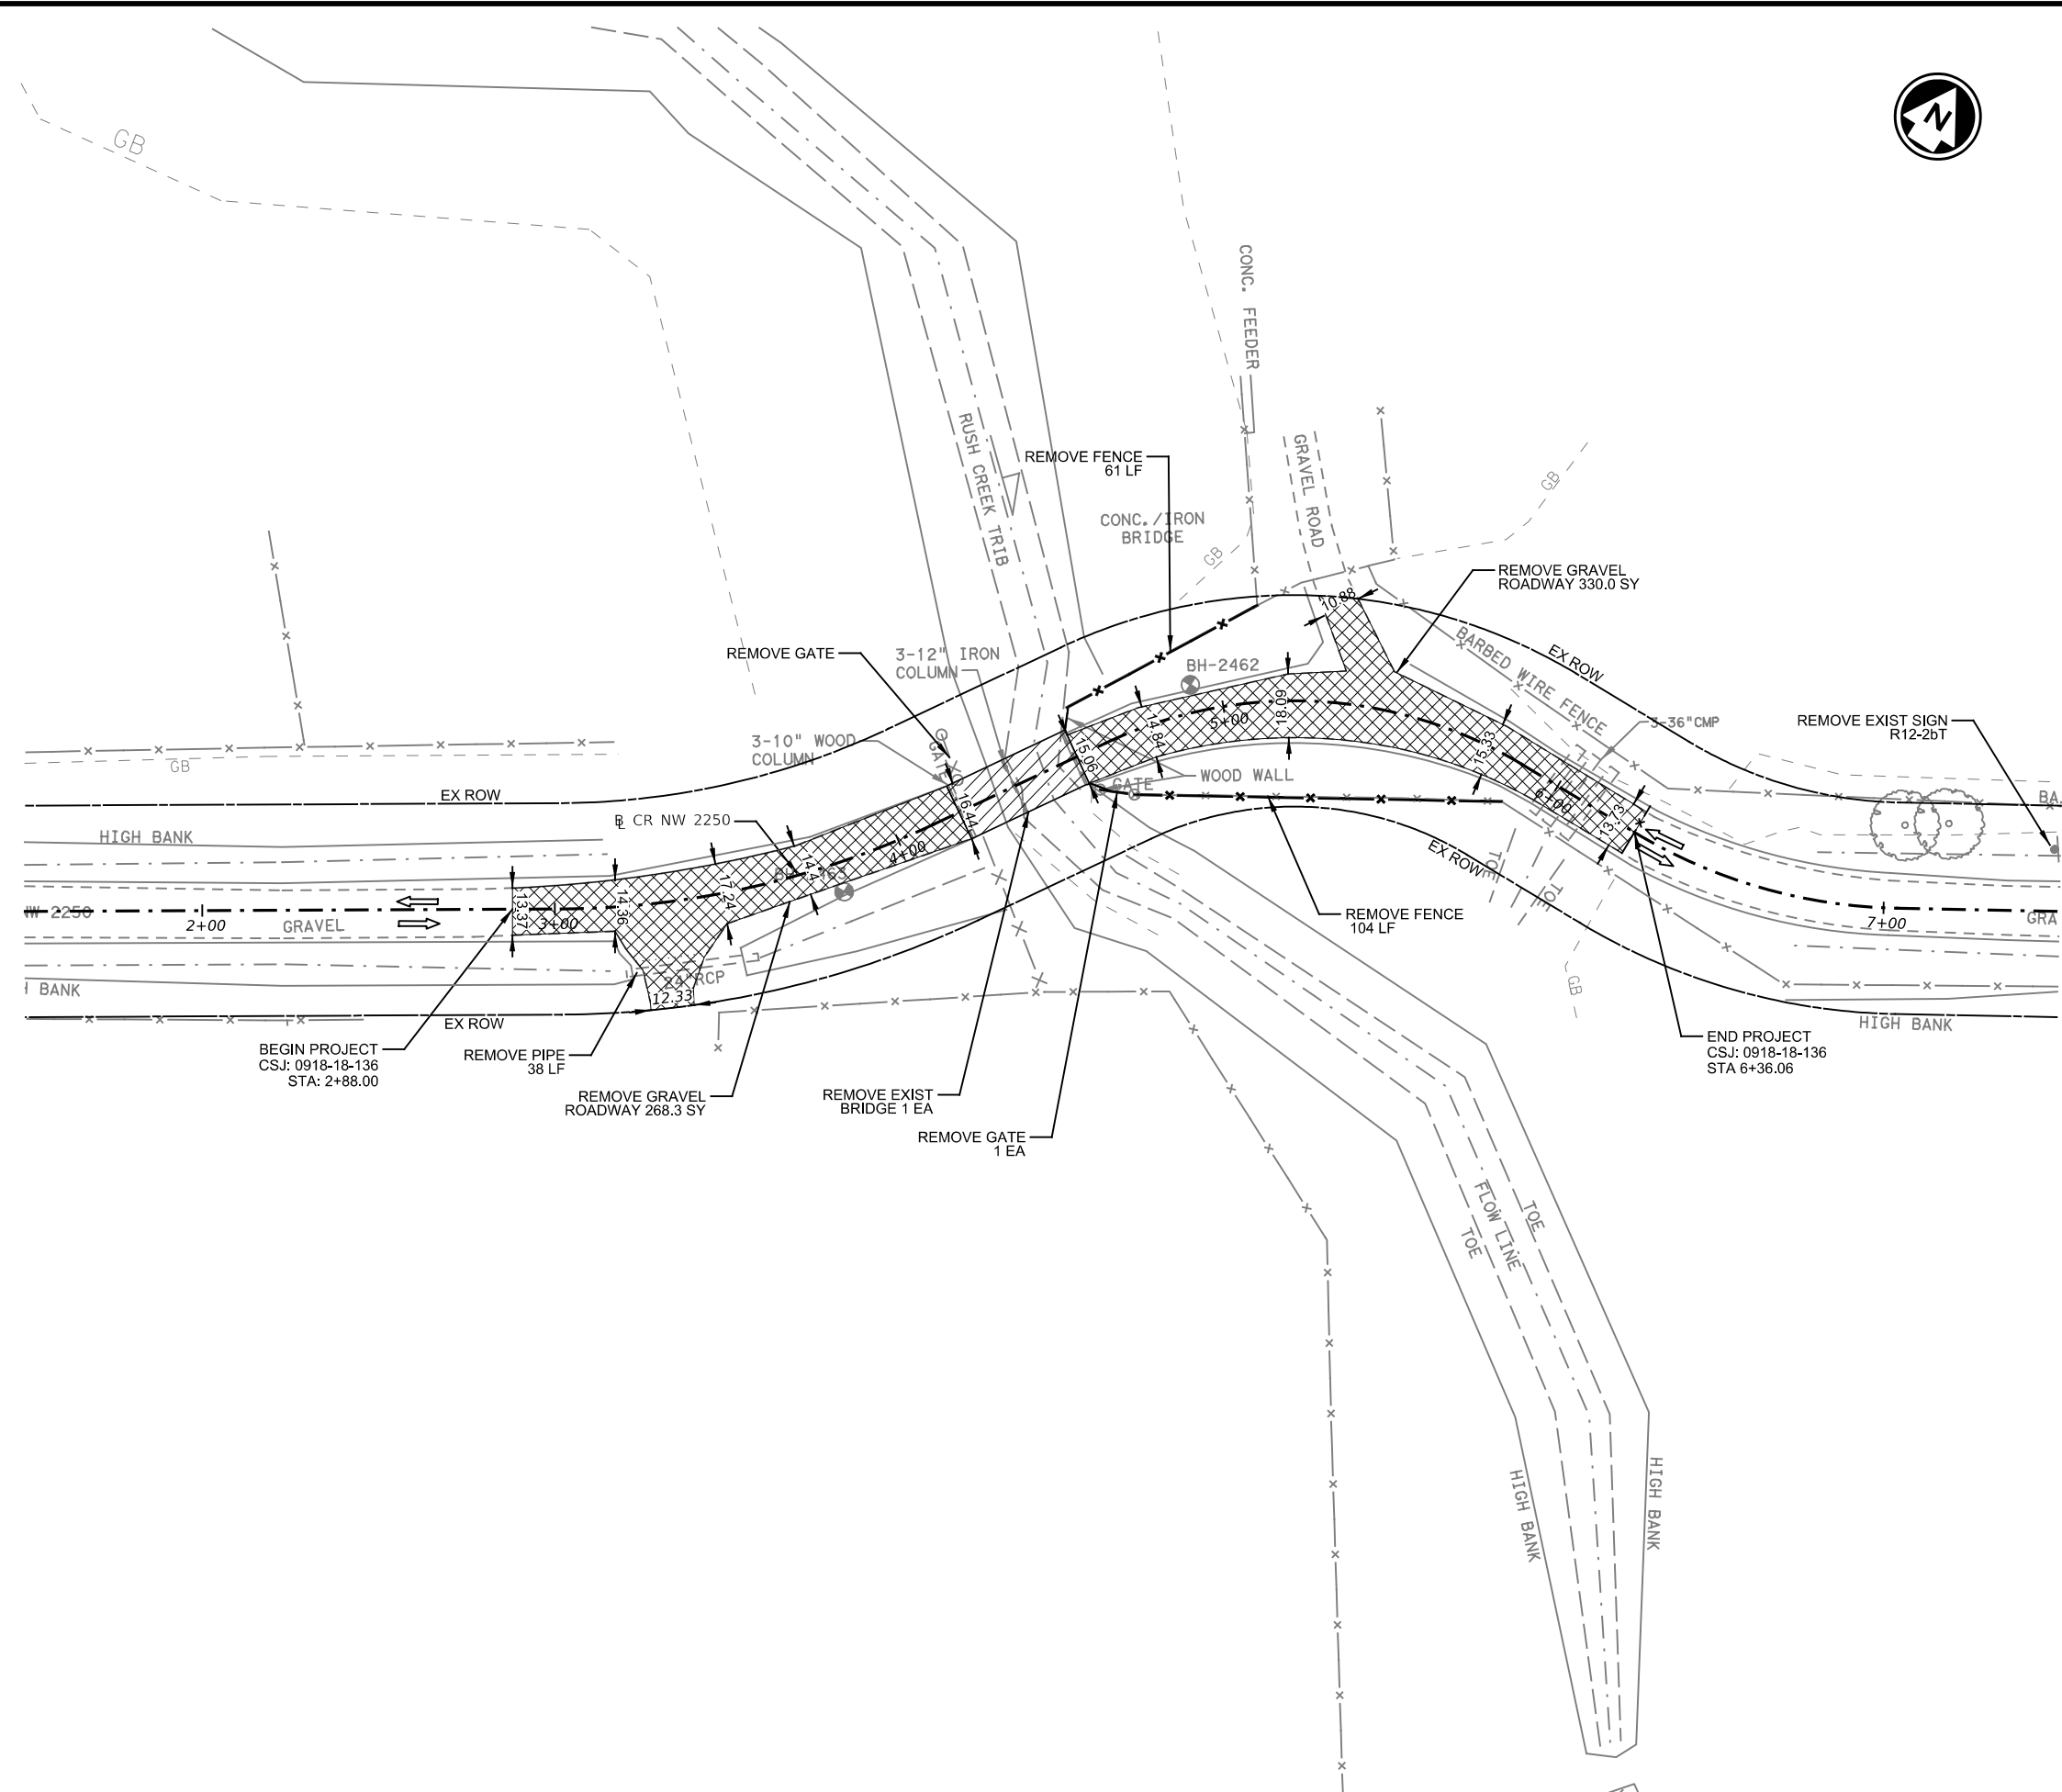 GB
N
CONC. FEEDER
RUSH CREEK TRIB
REMOVE FENCE
61 LF
GRAVEL ROAD
GB
CONC./IRON
BRIDGE
GB
REMOVE GRAVEL
ROADWAY 330.0 SY
10.88
BARBED WIRE FENCE
EX ROW
REMOVE GATE
3-12" IRON
COLUMN
BH-2462
3-36"CMP
REMOVE EXIST SIGN
R12-2bT
3-10" WOOD
COLUMN
GATE
14.84
5+00
18.09
15.33
15.06
WOOD WALL
GATE
GB
EX ROW
16.44
6+00
13.73
BA
HIGH BANK
℄ CR NW 2250
4+00
EX ROW
TOE
TOE
14.4
17.24
14.36
13.37
NW 2250
2+00
GRAVEL
3+00
REMOVE FENCE
104 LF
7+00
GRA
24"RCP
12.33
H BANK
GB
EX ROW
HIGH BANK
BEGIN PROJECT
CSJ: 0918-18-136
STA: 2+88.00
REMOVE PIPE
38 LF
END PROJECT
CSJ: 0918-18-136
STA 6+36.06
REMOVE GRAVEL
ROADWAY 268.3 SY
REMOVE EXIST
BRIDGE 1 EA
REMOVE GATE
1 EA
FLOW LINE
TOE
TOE
HIGH BANK
HIGH BANK